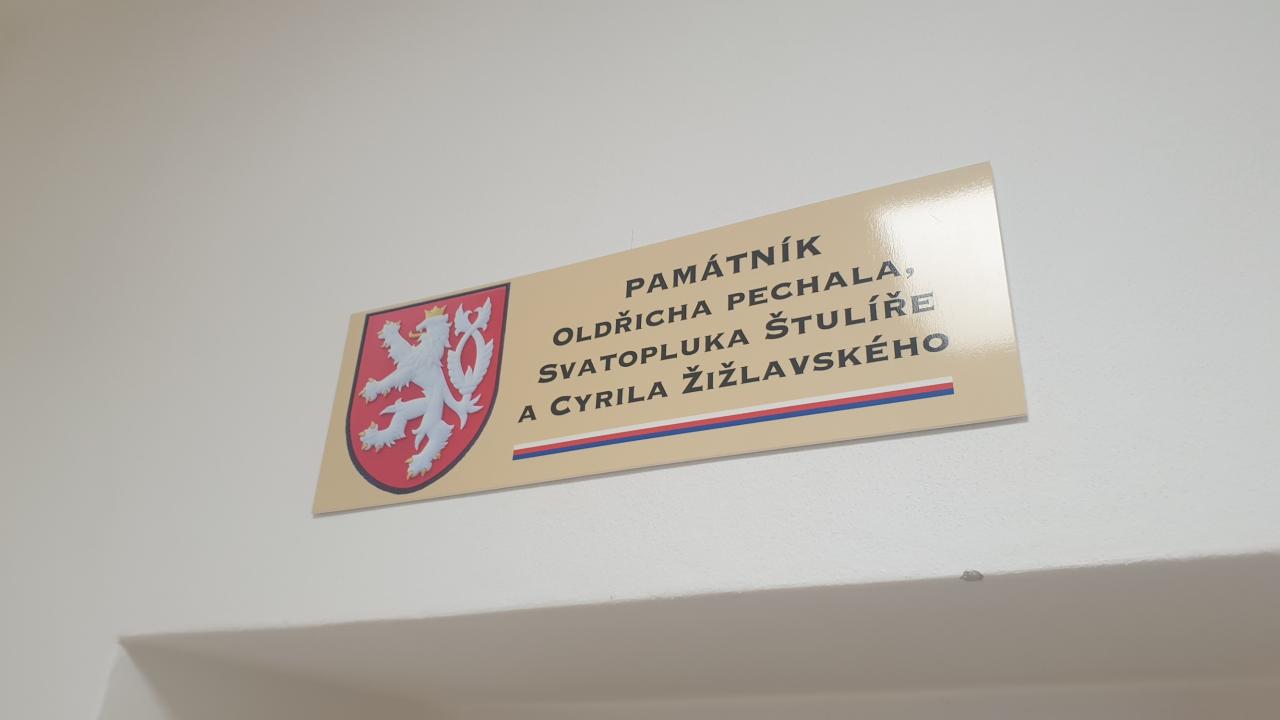 PAMÁTNÍK
OLDŘICHA PECHALA,
SVATOPLUKA ŠTULÍŘE
A CYRILA ŽIŽLAVSKÉHO